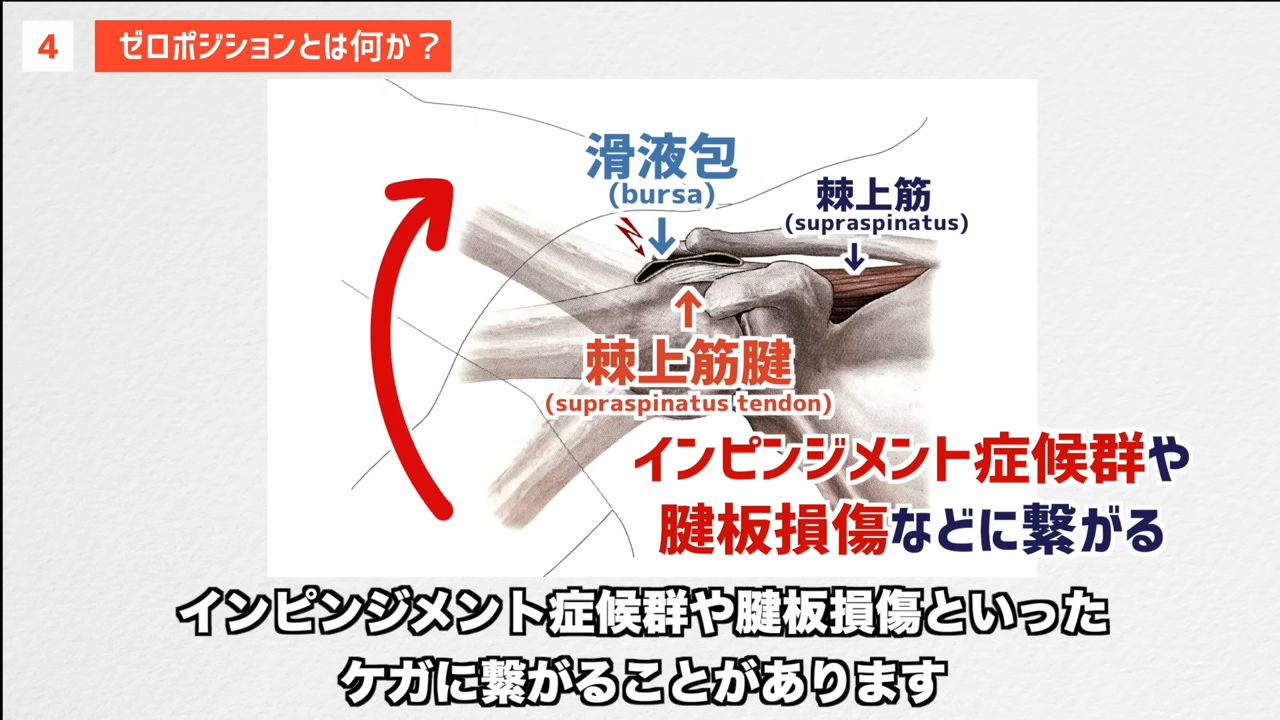 4
ゼロポジションとは何か？
滑液包
(bursa)
棘上筋
(supraspinatus)
棘上筋腱
(supraspinatus tendon)
インピンジメント症候群や
腱板損傷などに繋がる
インピンジメント症候群や腱板損傷といった
ケガに繋がることがあります